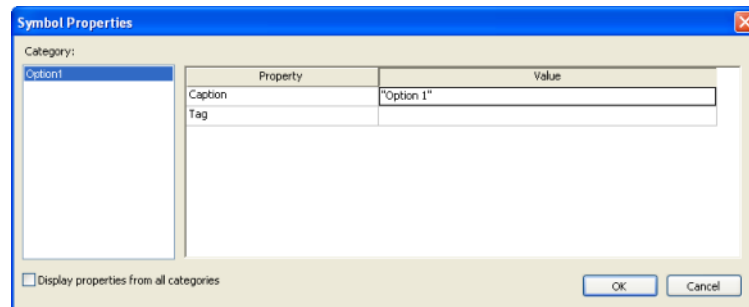 Symbol Properties
Category:
Option1
Property Value
Caption "Option 1"
Tag
Display properties from all categories
OK Cancel